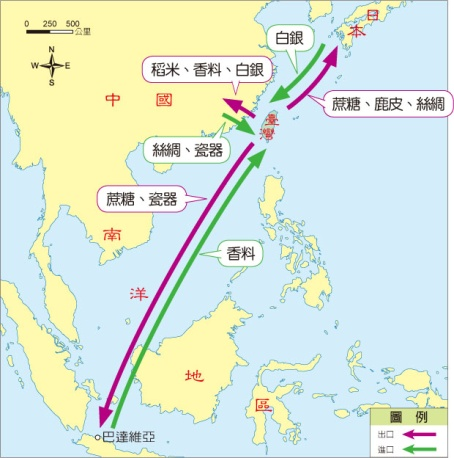 0 250 500
公里
N
W E
S
日本
白銀
稻米、香料、白銀
中國
蔗糖、鹿皮、絲綢
臺灣
絲綢、瓷器
蔗糖、瓷器
香料
南洋地區
巴達維亞
圖例
出口
進口